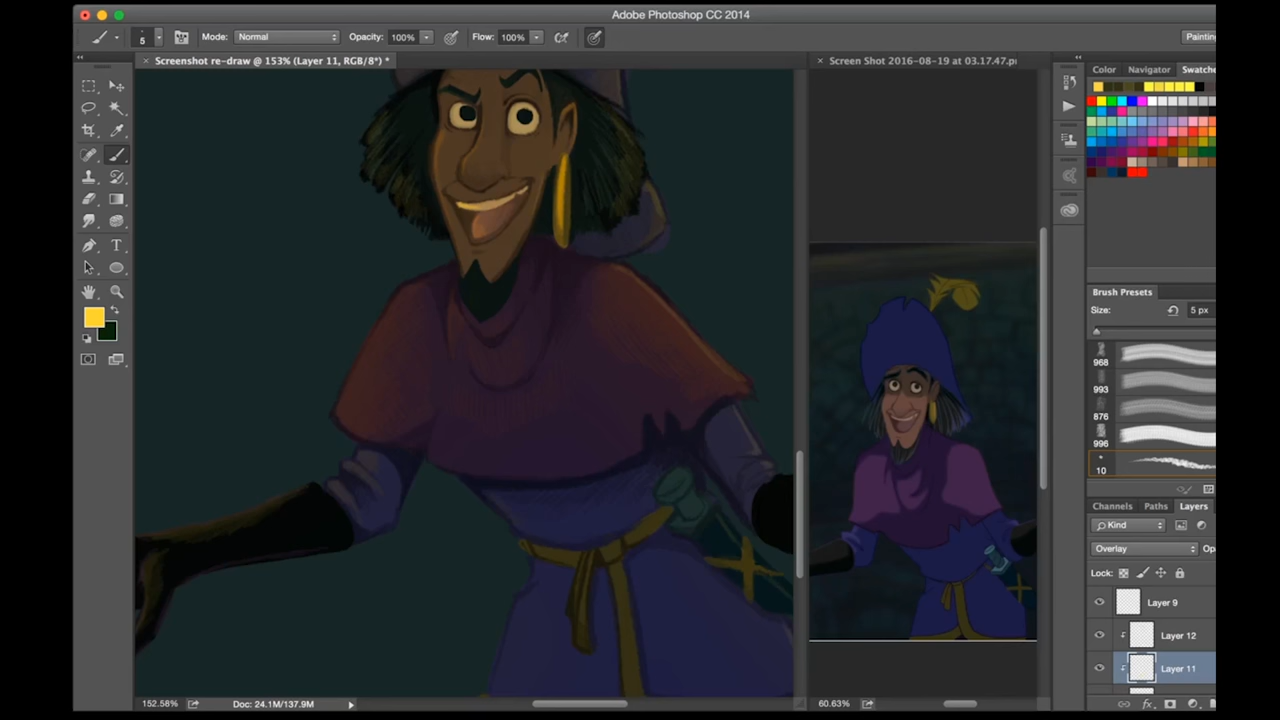 Adobe Photoshop CC 2014
5 Mode: Normal Opacity: 100% Flow: 100% Painting
Screenshot re-draw @ 153% (Layer 11, RGB/8*) *
Screen Shot 2016-08-19 at 03.17.47.p
Color Navigator Swatche
Brush Presets
Size: 5 px
968
993
876
996
10
Channels Paths Layers
Kind
Overlay Op
Lock:
Layer 9
Layer 12
Layer 11
152.58% Doc: 24.1M/137.9M
60.63%